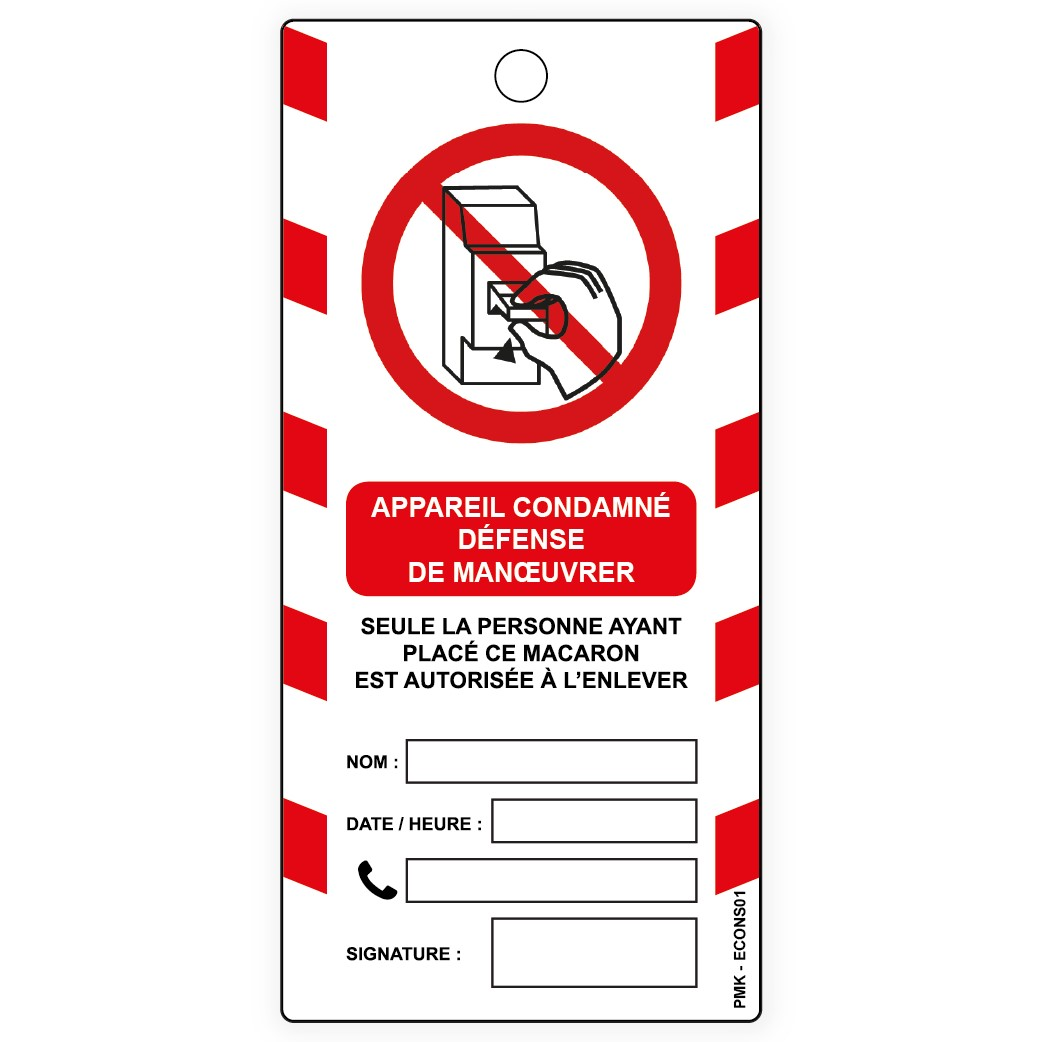 APPAREIL CONDAMNÉ
DÉFENSE
DE MANŒUVRER
SEULE LA PERSONNE AYANT
PLACÉ CE MACARON
EST AUTORISÉE À L’ENLEVER
NOM :
DATE / HEURE :
SIGNATURE :
PMK - ECONS01